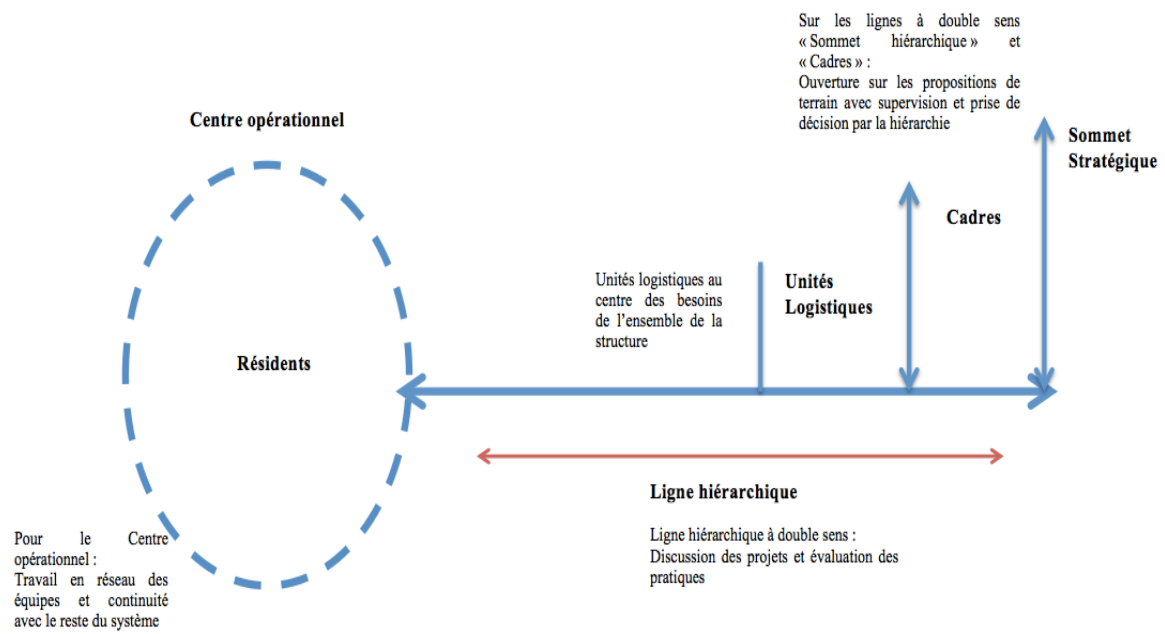 Sur les lignes à double sens
« Sommet hiérarchique » et
« Cadres » :
Ouverture sur les propositions de
terrain avec supervision et prise de
décision par la hiérarchie
Centre opérationnel
Sommet
Stratégique
Cadres
Unités logistiques au
centre des besoins
de l'ensemble de la
structure
Unités
Logistiques
Résidents
Ligne hiérarchique
Ligne hiérarchique à double sens :
Discussion des projets et évaluation des
pratiques
Pour le Centre
opérationnel :
Travail en réseau des
équipes et continuité
avec le reste du système